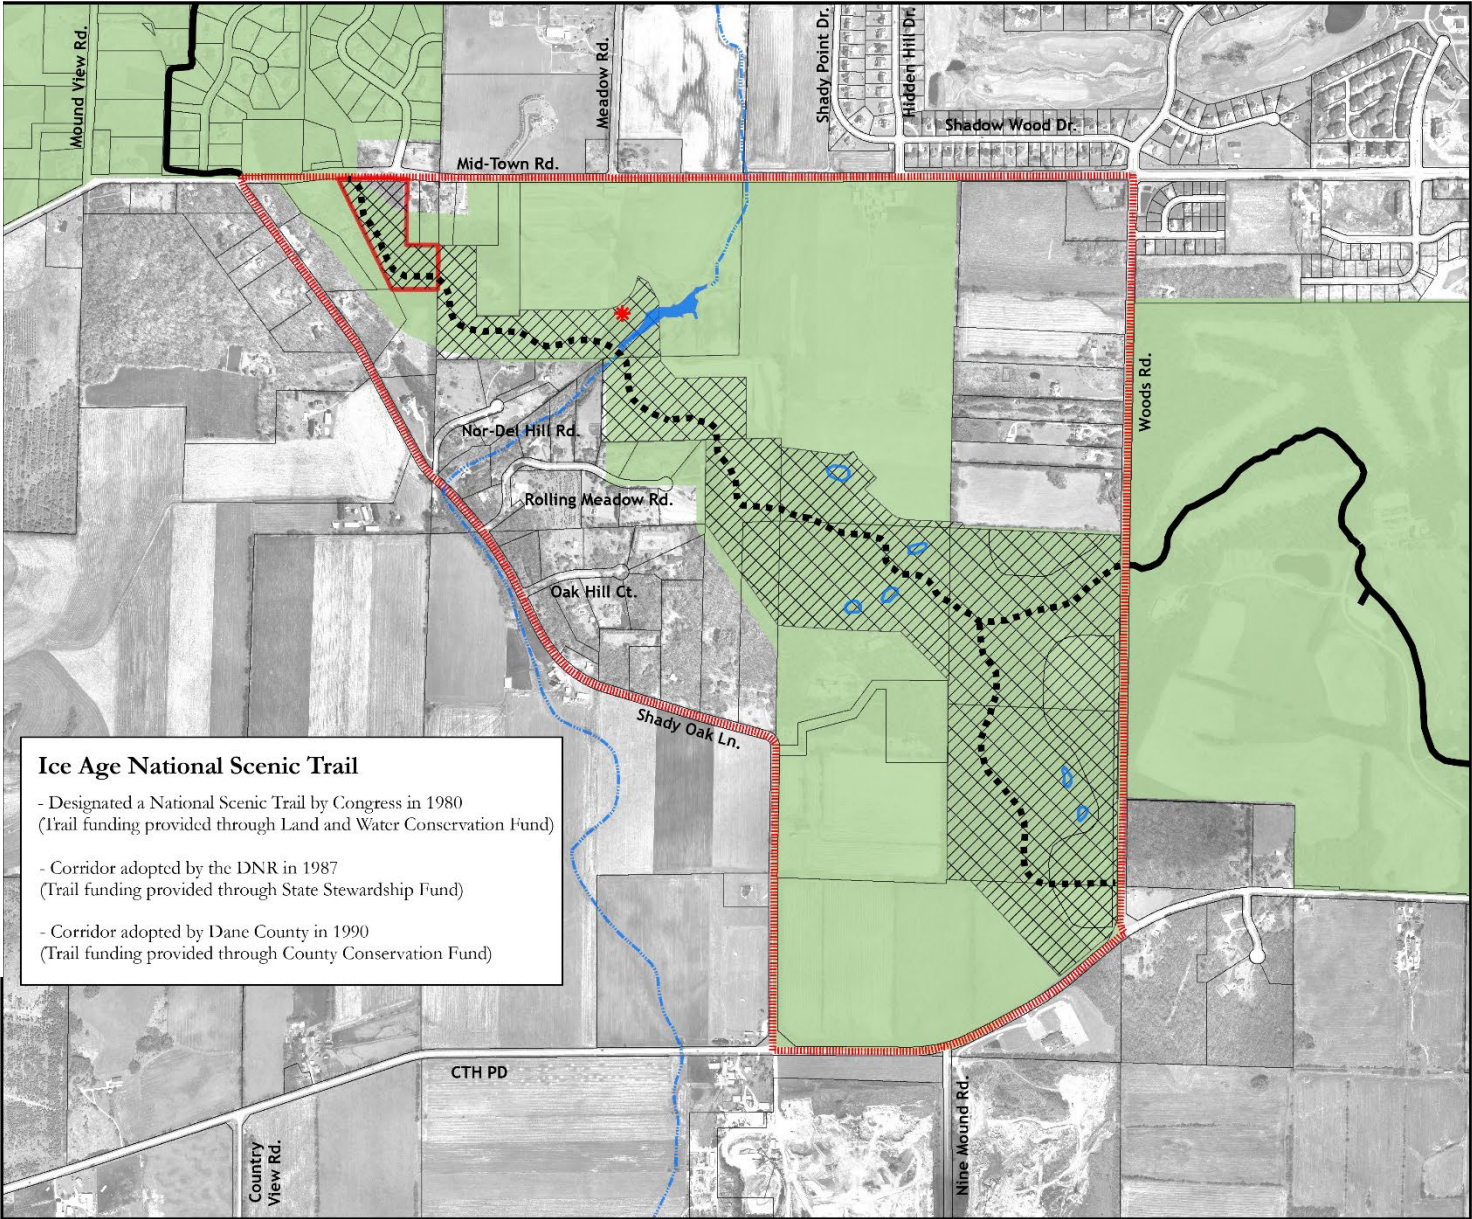 Mound View Rd.
Meadow Rd.
Shady Point Dr.
Hidden Hill Dr.
Shadow Wood Dr.
Mid-Town Rd.
Woods Rd.
Nor-Del Hill Rd.
Rolling Meadow Rd.
Oak Hill Ct.
Shady Oak Ln.
Ice Age National Scenic Trail
- Designated a National Scenic Trail by Congress in 1980
(Trail funding provided through Land and Water Conservation Fund)
- Corridor adopted by the DNR in 1987
(Trail funding provided through State Stewardship Fund)
- Corridor adopted by Dane County in 1990
(Trail funding provided through County Conservation Fund)
CTH PD
Country
View Rd.
Nine Mound Rd.